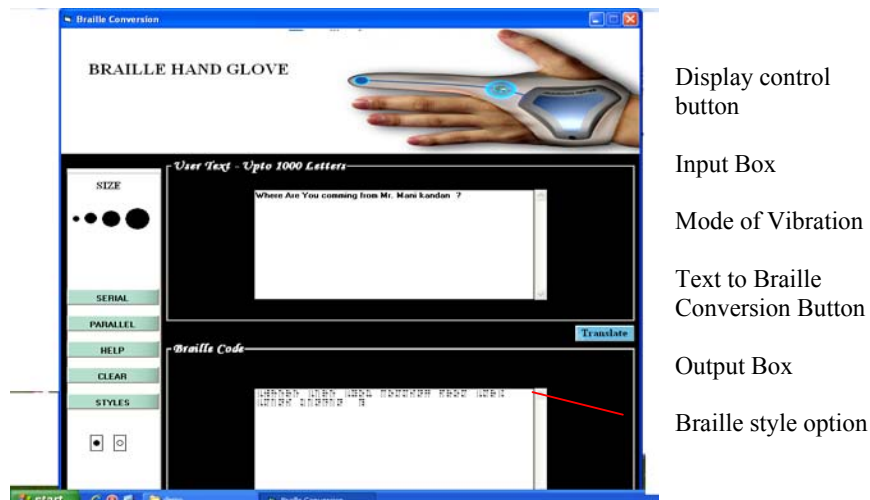 Braille Conversion
BRAILLE HAND GLOVE
User Text - Upto 1000 Letters
SIZE
Where Are You comming from Mr. Mani kandan ?
SERIAL
PARALLEL
HELP
CLEAR
STYLES
Translate
Braille Code
start
Display control
button
Input Box
Mode of Vibration
Text to Braille
Conversion Button
Output Box
Braille style option